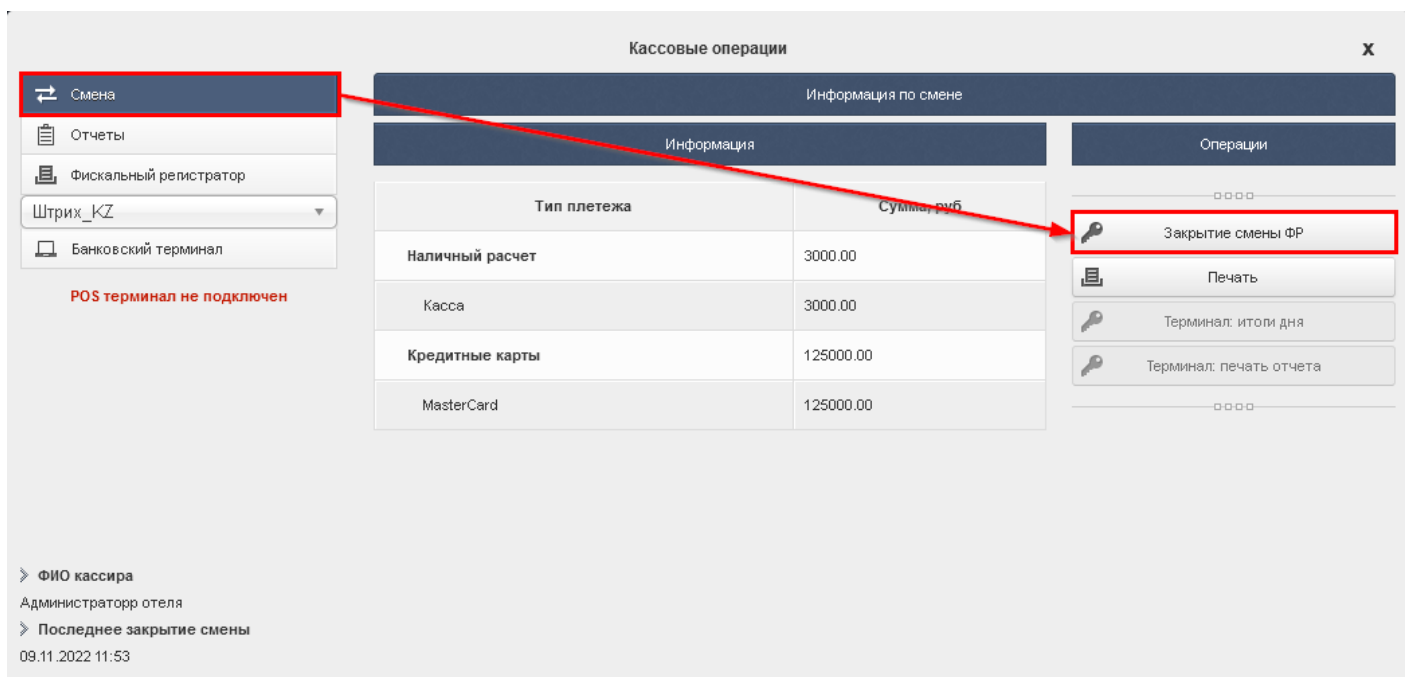 Кассовые операции
x
Смена
Отчеты
Фискальный регистратор
Штрих_KZ
Банковский терминал
POS терминал не подключен
Информация по смене
Информация
Тип плетежа
Сумма, руб
Наличный расчет
3000.00
Касса
3000.00
Кредитные карты
125000.00
MasterCard
125000.00
Операции
Закрытие смены ФР
Печать
Терминал: итоги дня
Терминал: печать отчета
ФИО кассира
Администраторр отеля
Последнее закрытие смены
09.11.2022 11:53